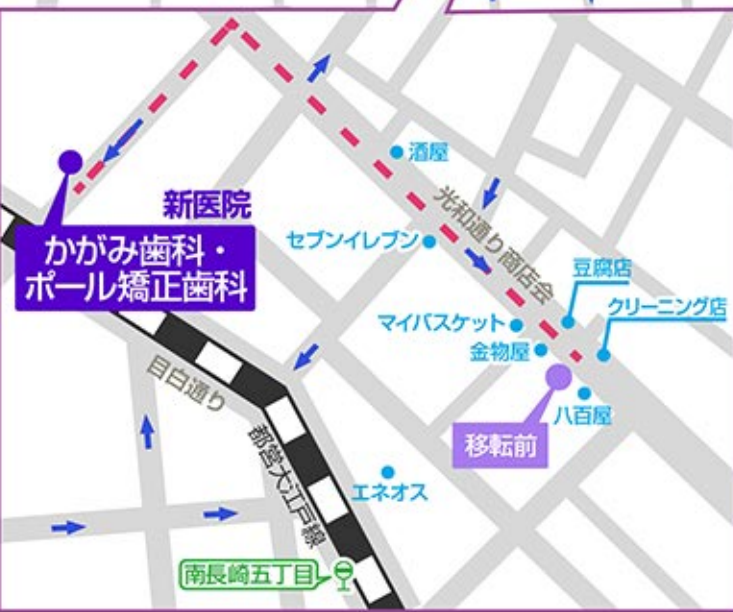 酒屋
新医院
光和通り商店会
セブンイレブン
かがみ歯科・
ポール矯正歯科
豆腐店
クリーニング店
マイバスケット
金物屋
目白通り
八百屋
移転前
都営大江戸線
エネオス
南長崎五丁目